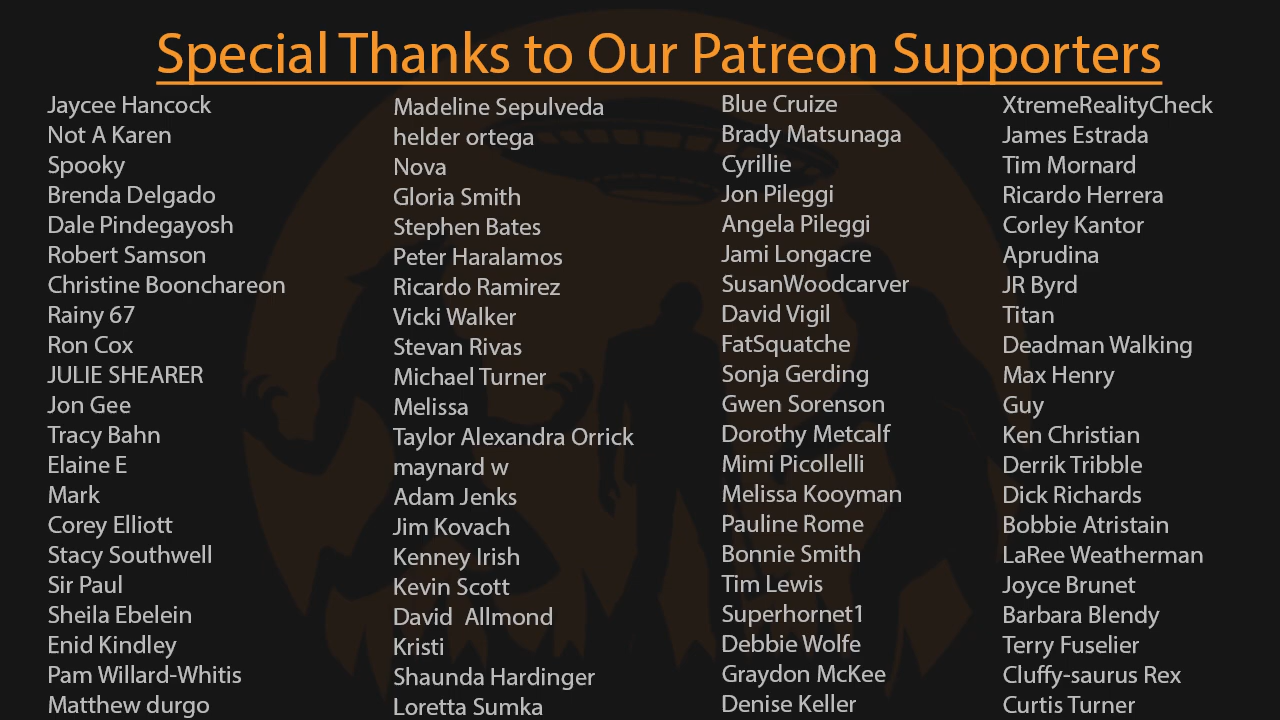 Special Thanks to Our Patreon Supporters
Jaycee Hancock
Not A Karen
Spooky
Brenda Delgado
Dale Pindegayosh
Robert Samson
Christine Boonchareon
Rainy 67
Ron Cox
JULIE SHEARER
Jon Gee
Tracy Bahn
Elaine E
Mark
Corey Elliott
Stacy Southwell
Sir Paul
Sheila Ebelein
Enid Kindley
Pam Willard-Whitis
Matthew durgo
Madeline Sepulveda
helder ortega
Nova
Gloria Smith
Stephen Bates
Peter Haralamos
Ricardo Ramirez
Vicki Walker
Stevan Rivas
Michael Turner
Melissa
Taylor Alexandra Orrick
maynard w
Adam Jenks
Jim Kovach
Kenney Irish
Kevin Scott
David  Allmond
Kristi
Shaunda Hardinger
Loretta Sumka
Blue Cruize
Brady Matsunaga
Cyrillie
Jon Pileggi
Angela Pileggi
Jami Longacre
SusanWoodcarver
David Vigil
FatSquatche
Sonja Gerding
Gwen Sorenson
Dorothy Metcalf
Mimi Picollelli
Melissa Kooyman
Pauline Rome
Bonnie Smith
Tim Lewis
Superhornet1
Debbie Wolfe
Graydon McKee
Denise Keller
XtremeRealityCheck
James Estrada
Tim Mornard
Ricardo Herrera
Corley Kantor
Aprudina
JR Byrd
Titan
Deadman Walking
Max Henry
Guy
Ken Christian
Derrik Tribble
Dick Richards
Bobbie Atristain
LaRee Weatherman
Joyce Brunet
Barbara Blendy
Terry Fuselier
Cluffy-saurus Rex
Curtis Turner